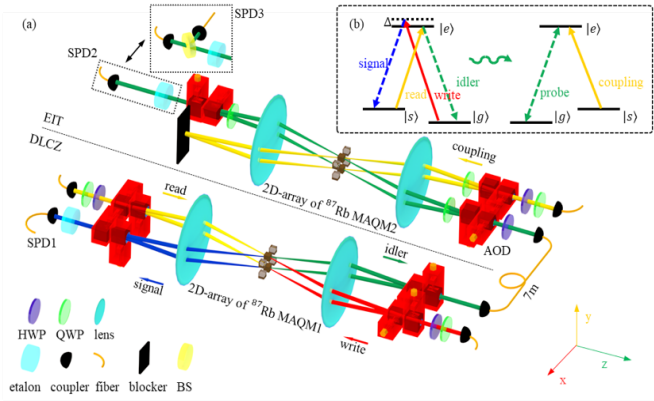 (a)
SPD3
SPD2
EIT
DLCZ
coupling
2D-array of ⁸⁷Rb MAQM2
AOD
read
SPD1
idler
7m
signal
2D-array of ⁸⁷Rb MAQM1
write
HWP QWP lens
etalon coupler fiber blocker BS
y
z
x
(b)
Δ
|e⟩
|e⟩
signal
idler
read
write
probe
coupling
|s⟩
|g⟩
|g⟩
|s⟩